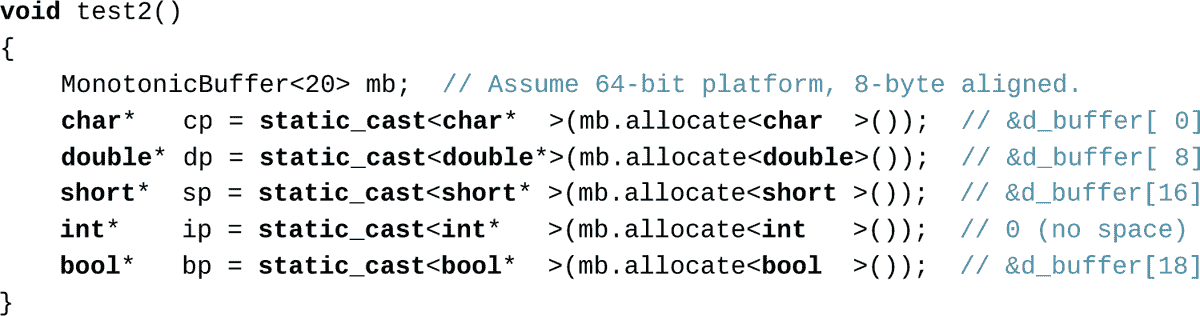 void test2()
{
    MonotonicBuffer<20> mb;  // Assume 64-bit platform, 8-byte aligned.
    char*   cp = static_cast<char*  >(mb.allocate<char  >());  // &d_buffer[ 0]
    double* dp = static_cast<double*>(mb.allocate<double>());  // &d_buffer[ 8]
    short*  sp = static_cast<short* >(mb.allocate<short >());  // &d_buffer[16]
    int*    ip = static_cast<int*   >(mb.allocate<int   >());  // 0 (no space)
    bool*   bp = static_cast<bool*  >(mb.allocate<bool  >());  // &d_buffer[18]
}